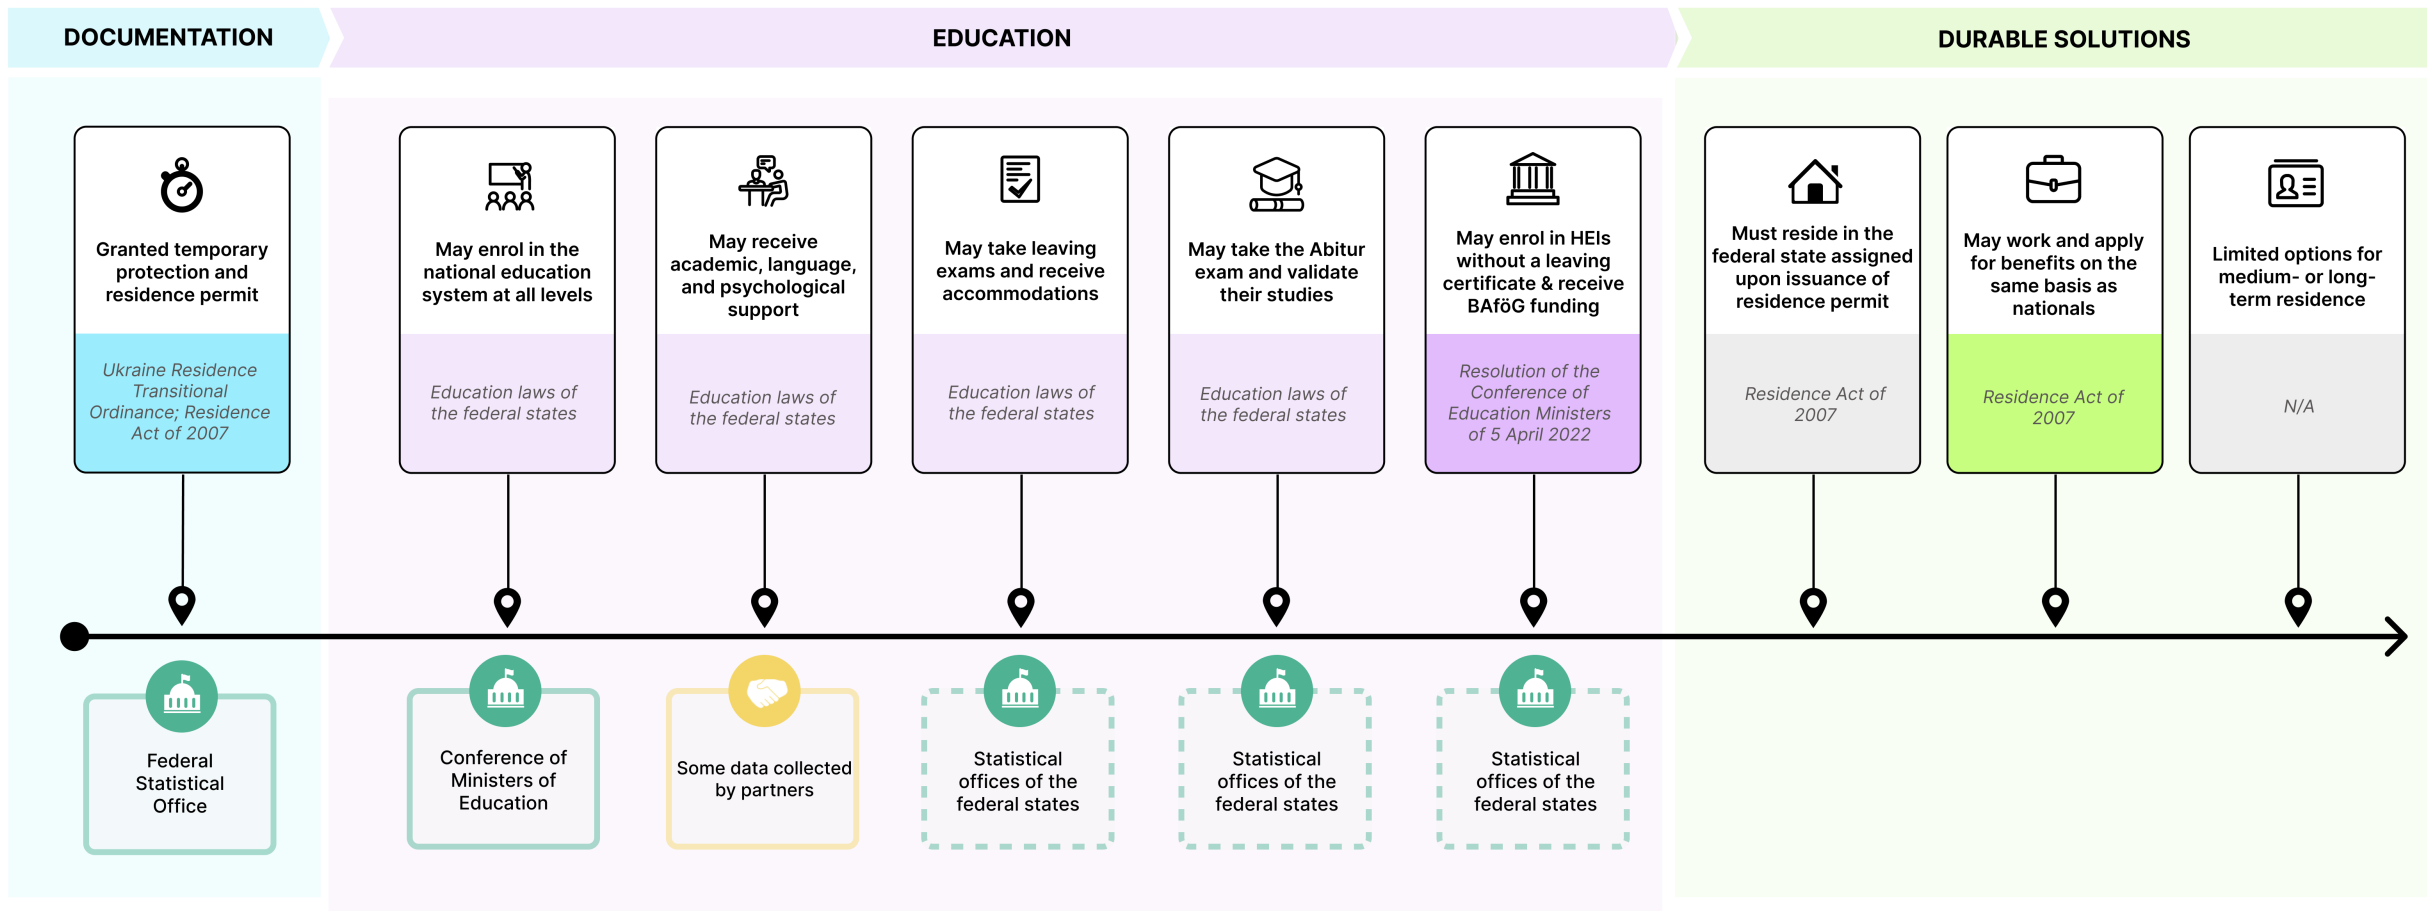 DOCUMENTATION
EDUCATION
DURABLE SOLUTIONS
Granted temporary
protection and
residence permit
Ukraine Residence
Transitional
Ordinance; Residence
Act of 2007
May enrol in the
national education
system at all levels
Education laws of
the federal states
May receive
academic, language,
and psychological
support
Education laws of
the federal states
May take leaving
exams and receive
accommodations
Education laws of
the federal states
May take the Abitur
exam and validate
their studies
Education laws of
the federal states
May enrol in HEIs
without a leaving
certificate & receive
BAföG funding
Resolution of the
Conference of
Education Ministers
of 5 April 2022
Must reside in the
federal state assigned
upon issuance of
residence permit
Residence Act of
2007
May work and apply
for benefits on the
same basis as
nationals
Residence Act of
2007
Limited options for
medium- or long-
term residence
N/A
Federal
Statistical
Office
Conference of
Ministers of
Education
Some data collected
by partners
Statistical
offices of the
federal states
Statistical
offices of the
federal states
Statistical
offices of the
federal states